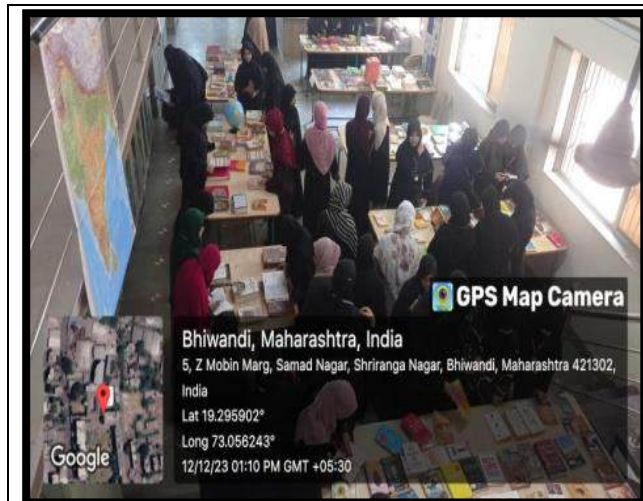 GPS Map Camera
Bhiwandi, Maharashtra, India
5, Z Mobin Marg, Samad Nagar, Shriranga Nagar, Bhiwandi, Maharashtra 421302,
India
Lat 19.295902°
Long 73.056243°
12/12/23 01:10 PM GMT +05:30
Google